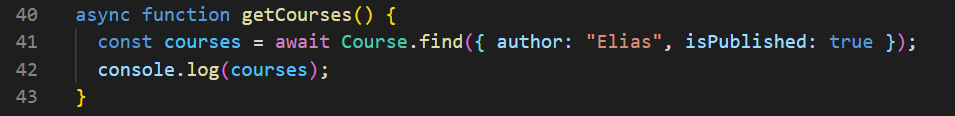 40 async function getCourses() {
41   const courses = await Course.find({ author: "Elias", isPublished: true });
42   console.log(courses);
43 }